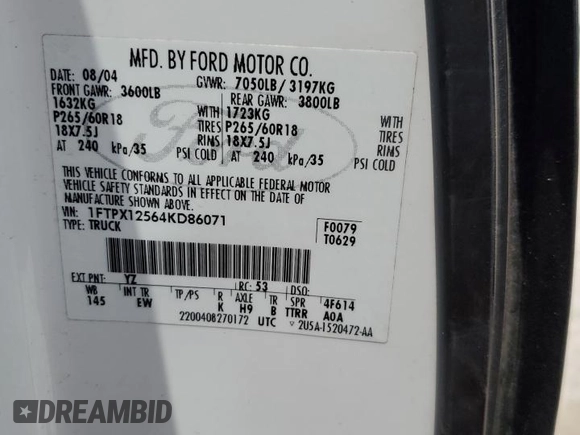 MFD. BY FORD MOTOR CO.
DATE: 08/04 GVWR: 7050LB / 3197KG
FRONT GAWR: 3600LB REAR GAWR: 3800LB
1632KG WITH 1723KG WITH
P265/60R18 TIRES P265/60R18 TIRES
18X7.5J RIMS 18X7.5J RIMS
AT 240 kPa/35 PSI COLD AT 240 kPa/35 PSI COLD
THIS VEHICLE CONFORMS TO ALL APPLICABLE FEDERAL MOTOR
VEHICLE SAFETY STANDARDS IN EFFECT ON THE DATE OF
MANUFACTURE SHOWN ABOVE.
VIN: 1FTPX12564KD86071 F0079
TYPE: TRUCK T0629
EXT PNT: YZ RC: 53 DSO:
WB INT TR TP/PS R AXLE TR SPR 4F614
145 EW K H9 B TTRR A0A
2200408270172 UTC 2U5A-1520472-AA
Ford
DREAMBID